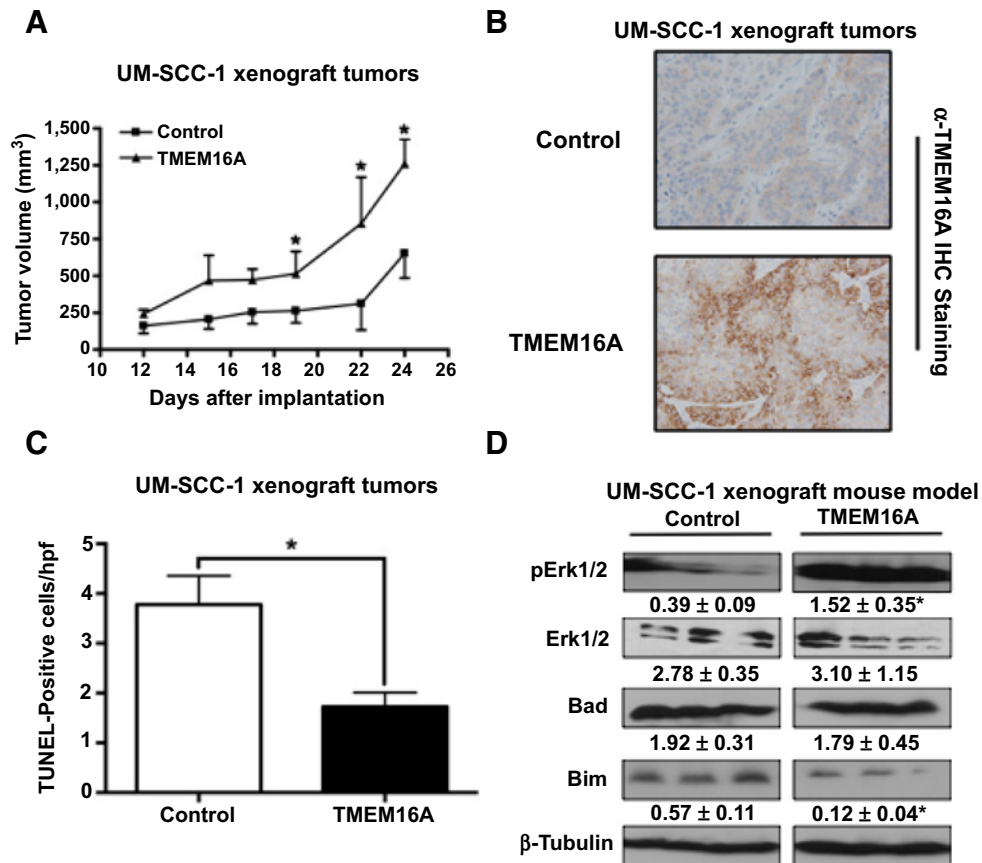 A
UM-SCC-1 xenograft tumors
Tumor volume (mm³)
1,500
1,250
1,000
750
500
250
0
Control
TMEM16A
*
*
*
10 12 14 16 18 20 22 24 26
Days after implantation
B
UM-SCC-1 xenograft tumors
Control
TMEM16A
α-TMEM16A IHC Staining
C
UM-SCC-1 xenograft tumors
TUNEL-Positive cells/hpf
5
4
3
2
1
0
*
Control TMEM16A
D
UM-SCC-1 xenograft mouse model
Control TMEM16A
pErk1/2
0.39 ± 0.09 1.52 ± 0.35*
Erk1/2
2.78 ± 0.35 3.10 ± 1.15
Bad
1.92 ± 0.31 1.79 ± 0.45
Bim
0.57 ± 0.11 0.12 ± 0.04*
β-Tubulin